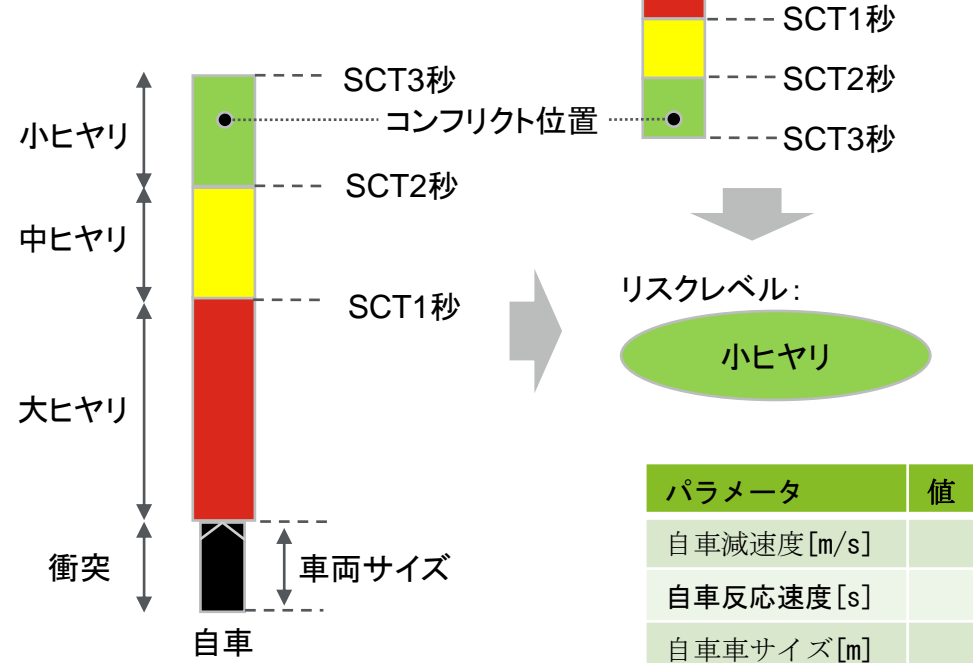 SCT1秒
SCT2秒
SCT3秒
SCT3秒
コンフリクト位置
小ヒヤリ
SCT2秒
中ヒヤリ
SCT1秒
大ヒヤリ
衝突
車両サイズ
自車
リスクレベル:
小ヒヤリ
パラメータ 値
自車減速度[m/s]
自車反応速度[s]
自車車サイズ[m]